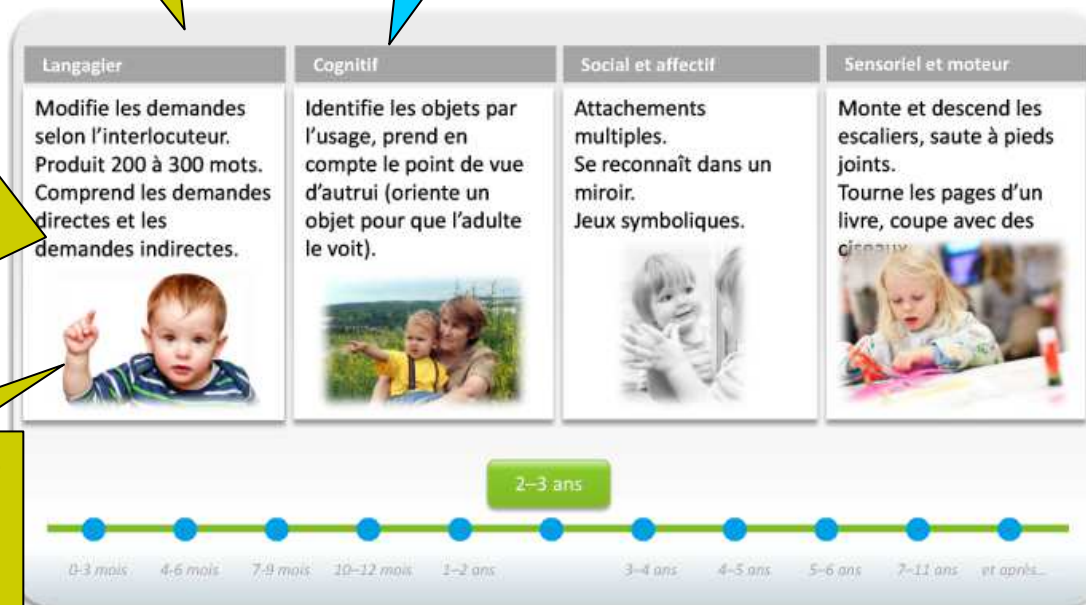 Langagier
Modifie les demandes
selon l'interlocuteur.
Produit 200 à 300 mots.
Comprend les demandes
directes et les
demandes indirectes.
Cognitif
Identifie les objets par
l'usage, prend en
compte le point de vue
d'autrui (oriente un
objet pour que l'adulte
le voit).
Social et affectif
Attachements
multiples.
Se reconnaît dans un
miroir.
Jeux symboliques.
Sensoriel et moteur
Monte et descend les
escaliers, saute à pieds
joints.
Tourne les pages d'un
livre, coupe avec des
ciseaux.
2–3 ans
0-3 mois 4-6 mois 7-9 mois 10–12 mois 1–2 ans 3–4 ans 4–5 ans 5–6 ans 7–11 ans et après...